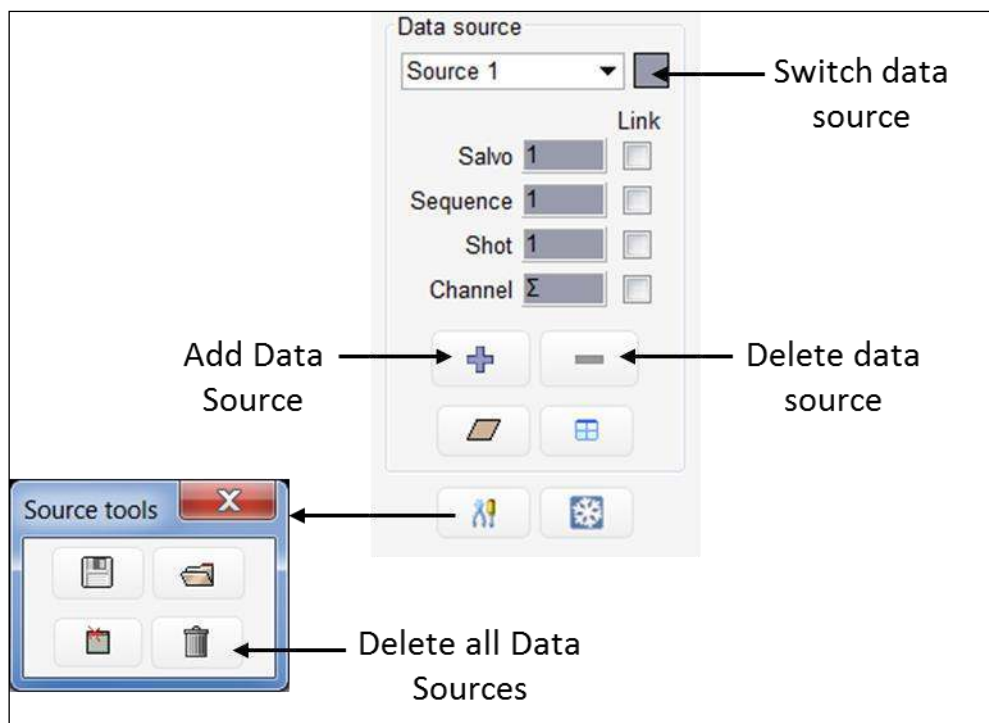 Data source
Source 1
Switch data
source
Link
Salvo 1
Sequence 1
Shot 1
Channel Σ
Add Data
Source
Delete data
source
Source tools
Delete all Data
Sources